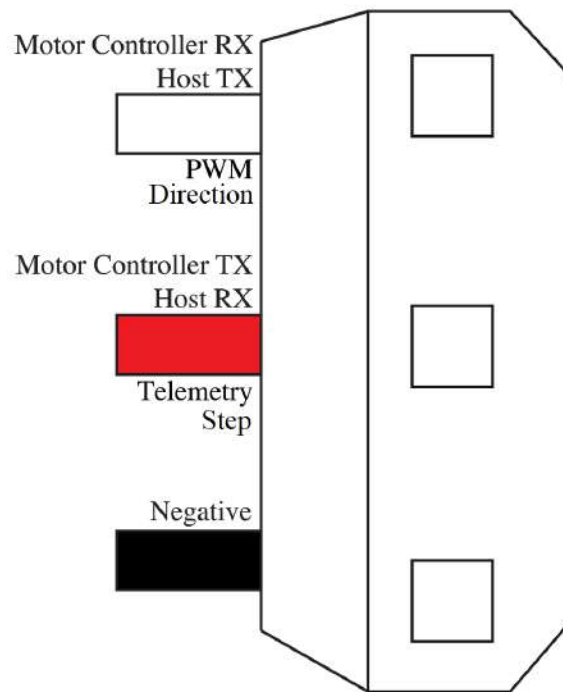 Motor Controller RX
Host TX
PWM
Direction
Motor Controller TX
Host RX
Telemetry
Step
Negative